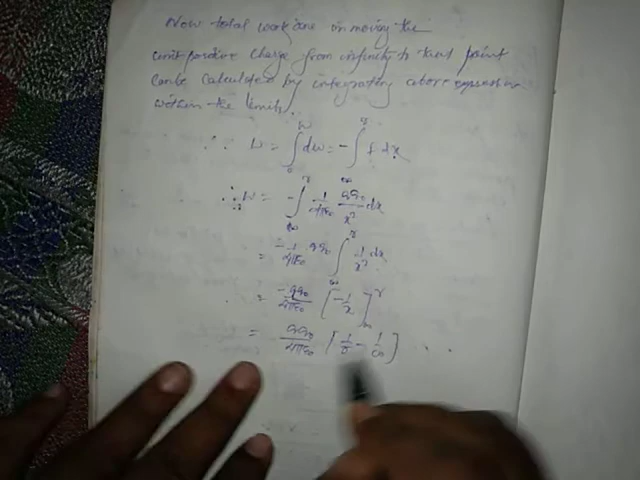 Now total work done in moving the
unit positive charge from infinity to that point
can be calculated by integrating above expression
within the limits.
∴ W = ∫₀^W dw = -∫_∞^r f dx
∴ W = -∫_∞^r 1/4πε₀ qq₀/x² dx
= -1/4πε₀ qq₀ ∫_∞^r 1/x² dx
= -qq₀/4πε₀ [-1/x]_∞^r
= qq₀/4πε₀ [1/r - 1/∞]